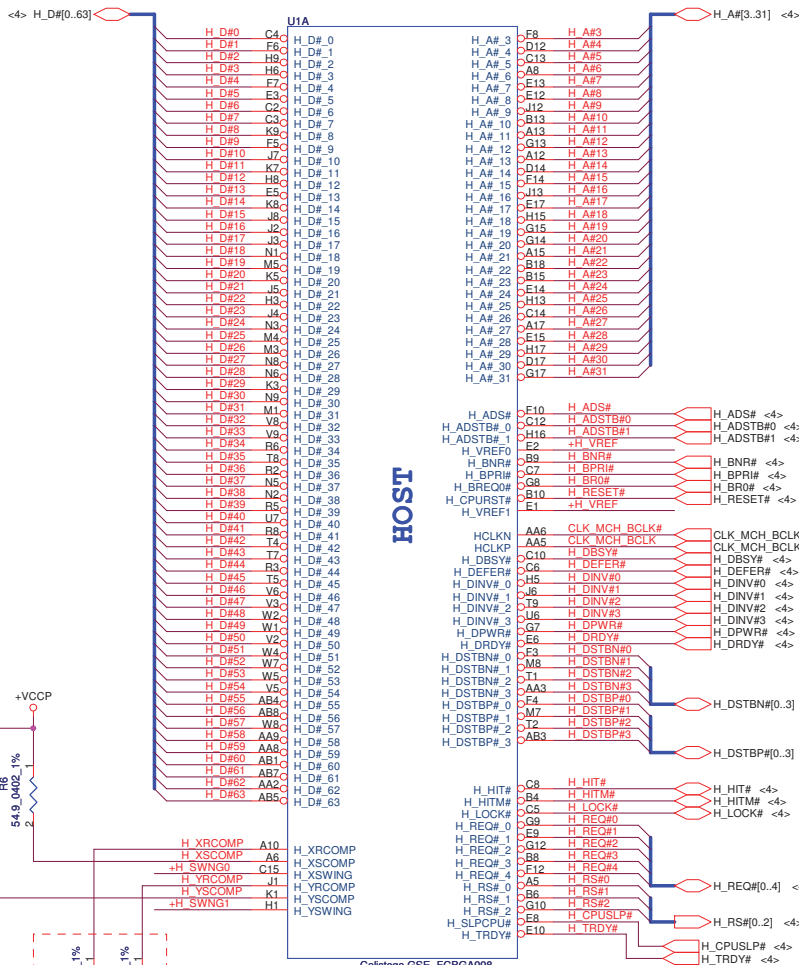 <4> H_D#[0..63]
U1A
H_A#[3..31] <4>
H_D#0 C4 H_D#_0
H_D#1 F6 H_D#_1
H_D#2 H9 H_D#_2
H_D#3 H6 H_D#_3
H_D#4 F7 H_D#_4
H_D#5 E3 H_D#_5
H_D#6 C2 H_D#_6
H_D#7 C3 H_D#_7
H_D#8 K9 H_D#_8
H_D#9 F5 H_D#_9
H_D#10 J7 H_D#_10
H_D#11 K7 H_D#_11
H_D#12 H8 H_D#_12
H_D#13 E5 H_D#_13
H_D#14 K8 H_D#_14
H_D#15 J8 H_D#_15
H_D#16 J2 H_D#_16
H_D#17 J3 H_D#_17
H_D#18 N1 H_D#_18
H_D#19 M5 H_D#_19
H_D#20 K5 H_D#_20
H_D#21 J5 H_D#_21
H_D#22 H3 H_D#_22
H_D#23 J4 H_D#_23
H_D#24 N3 H_D#_24
H_D#25 M4 H_D#_25
H_D#26 M3 H_D#_26
H_D#27 N8 H_D#_27
H_D#28 N6 H_D#_28
H_D#29 K3 H_D#_29
H_D#30 N9 H_D#_30
H_D#31 M1 H_D#_31
H_D#32 V8 H_D#_32
H_D#33 V9 H_D#_33
H_D#34 R6 H_D#_34
H_D#35 T8 H_D#_35
H_D#36 R2 H_D#_36
H_D#37 N5 H_D#_37
H_D#38 N2 H_D#_38
H_D#39 R5 H_D#_39
H_D#40 U7 H_D#_40
H_D#41 R8 H_D#_41
H_D#42 T4 H_D#_42
H_D#43 T7 H_D#_43
H_D#44 R3 H_D#_44
H_D#45 T5 H_D#_45
H_D#46 V6 H_D#_46
H_D#47 V3 H_D#_47
H_D#48 W2 H_D#_48
H_D#49 W1 H_D#_49
H_D#50 V2 H_D#_50
H_D#51 W4 H_D#_51
H_D#52 W7 H_D#_52
H_D#53 W5 H_D#_53
H_D#54 V5 H_D#_54
H_D#55 AB4 H_D#_55
H_D#56 AB8 H_D#_56
H_D#57 W8 H_D#_57
H_D#58 AA9 H_D#_58
H_D#59 AA8 H_D#_59
H_D#60 AB1 H_D#_60
H_D#61 AB7 H_D#_61
H_D#62 AA2 H_D#_62
H_D#63 AB5 H_D#_63
+VCCP
R6
54.9_0402_1%
1
2
H_XRCOMP A10 H_XRCOMP
H_XSCOMP A6 H_XSCOMP
+H_SWNG0 C15 H_XSWING
H_YRCOMP J1 H_YRCOMP
H_YSCOMP K1 H_YSCOMP
+H_SWNG1 H1 H_YSWING
_1%
1
_1%
1
HOST
H_A#_3 F8 H_A#3
H_A#_4 D12 H_A#4
H_A#_5 C13 H_A#5
H_A#_6 A8 H_A#6
H_A#_7 E13 H_A#7
H_A#_8 E12 H_A#8
H_A#_9 J12 H_A#9
H_A#_10 B13 H_A#10
H_A#_11 A13 H_A#11
H_A#_12 G13 H_A#12
H_A#_13 A12 H_A#13
H_A#_14 D14 H_A#14
H_A#_15 F14 H_A#15
H_A#_16 J13 H_A#16
H_A#_17 E17 H_A#17
H_A#_18 H15 H_A#18
H_A#_19 G15 H_A#19
H_A#_20 G14 H_A#20
H_A#_21 A15 H_A#21
H_A#_22 B18 H_A#22
H_A#_23 B15 H_A#23
H_A#_24 E14 H_A#24
H_A#_25 H13 H_A#25
H_A#_26 C14 H_A#26
H_A#_27 A17 H_A#27
H_A#_28 E15 H_A#28
H_A#_29 H17 H_A#29
H_A#_30 D17 H_A#30
H_A#_31 G17 H_A#31
H_ADS# F10 H_ADS# H_ADS# <4>
H_ADSTB#_0 C12 H_ADSTB#0 H_ADSTB#0 <4>
H_ADSTB#_1 H16 H_ADSTB#1 H_ADSTB#1 <4>
H_VREF0 E2 +H_VREF
H_BNR# B9 H_BNR# H_BNR# <4>
H_BPRI# C7 H_BPRI# H_BPRI# <4>
H_BREQ0# G8 H_BR0# H_BR0# <4>
H_CPURST# B10 H_RESET# H_RESET# <4>
H_VREF1 E1 +H_VREF
HCLKN AA6 CLK_MCH_BCLK# CLK_MCH_BCLK
HCLKP AA5 CLK_MCH_BCLK CLK_MCH_BCLK
H_DBSY# C10 H_DBSY# H_DBSY# <4>
H_DEFER# C6 H_DEFER# H_DEFER# <4>
H_DINV#_0 H5 H_DINV#0 H_DINV#0 <4>
H_DINV#_1 J6 H_DINV#1 H_DINV#1 <4>
H_DINV#_2 T9 H_DINV#2 H_DINV#2 <4>
H_DINV#_3 U6 H_DINV#3 H_DINV#3 <4>
H_DPWR# G7 H_DPWR# H_DPWR# <4>
H_DRDY# E6 H_DRDY# H_DRDY# <4>
H_DSTBN#_0 F3 H_DSTBN#0
H_DSTBN#_1 M8 H_DSTBN#1
H_DSTBN#_2 T1 H_DSTBN#2
H_DSTBN#_3 AA3 H_DSTBN#3
H_DSTBN#[0..3]
H_DSTBP#_0 F4 H_DSTBP#0
H_DSTBP#_1 M7 H_DSTBP#1
H_DSTBP#_2 T2 H_DSTBP#2
H_DSTBP#_3 AB3 H_DSTBP#3
H_DSTBP#[0..3]
H_HIT# C8 H_HIT# H_HIT# <4>
H_HITM# B4 H_HITM# H_HITM# <4>
H_LOCK# C5 H_LOCK# H_LOCK# <4>
H_REQ#_0 G9 H_REQ#0
H_REQ#_1 E9 H_REQ#1
H_REQ#_2 G12 H_REQ#2
H_REQ#_3 B8 H_REQ#3
H_REQ#_4 F12 H_REQ#4
H_REQ#[0..4] <
H_RS#_0 A5 H_RS#0
H_RS#_1 B6 H_RS#1
H_RS#_2 G10 H_RS#2
H_RS#[0..2] <4>
H_SLPCPU# E8 H_CPUSLP# H_CPUSLP# <4>
H_TRDY# E10 H_TRDY# H_TRDY# <4>
Calistoga GSE_FCBGA998